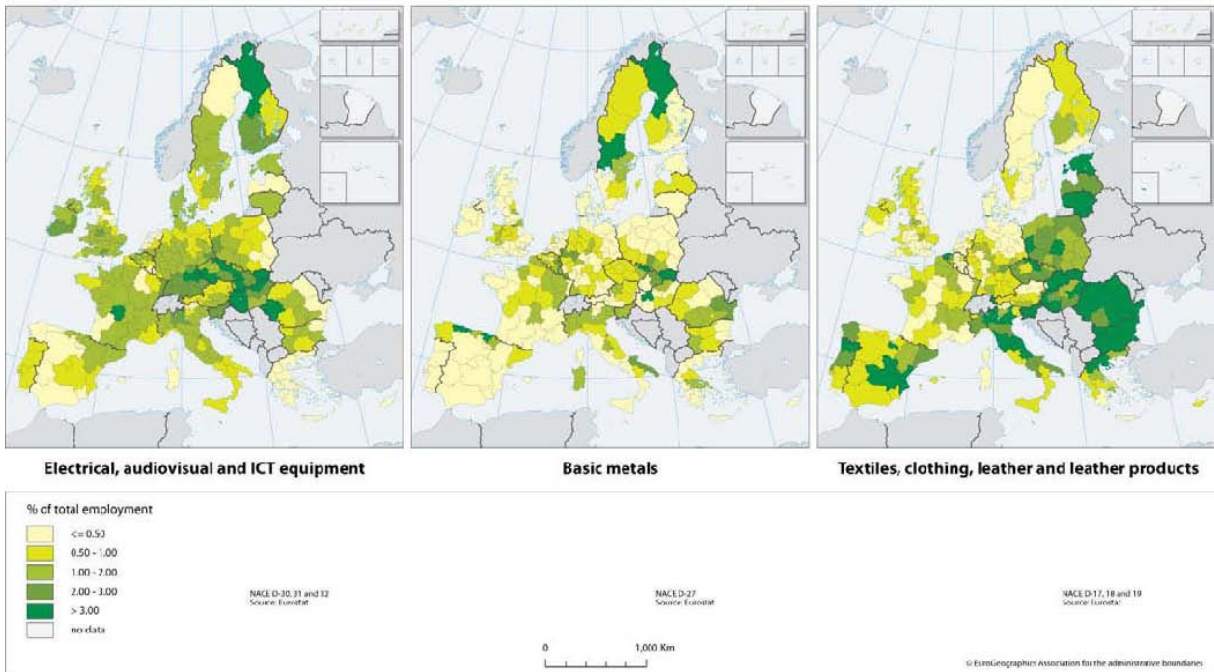 Electrical, audiovisual and ICT equipment
Basic metals
Textiles, clothing, leather and leather products
% of total employment
<= 0.50
0.50 - 1.00
1.00 - 2.00
2.00 - 3.00
> 3.00
no data
NACE D-30, 31 and 32
Source: Eurostat
NACE D-27
Source: Eurostat
NACE D-17, 18 and 19
Source: Eurostat
0 1,000 Km
© EuroGeographics Association for the administrative boundaries